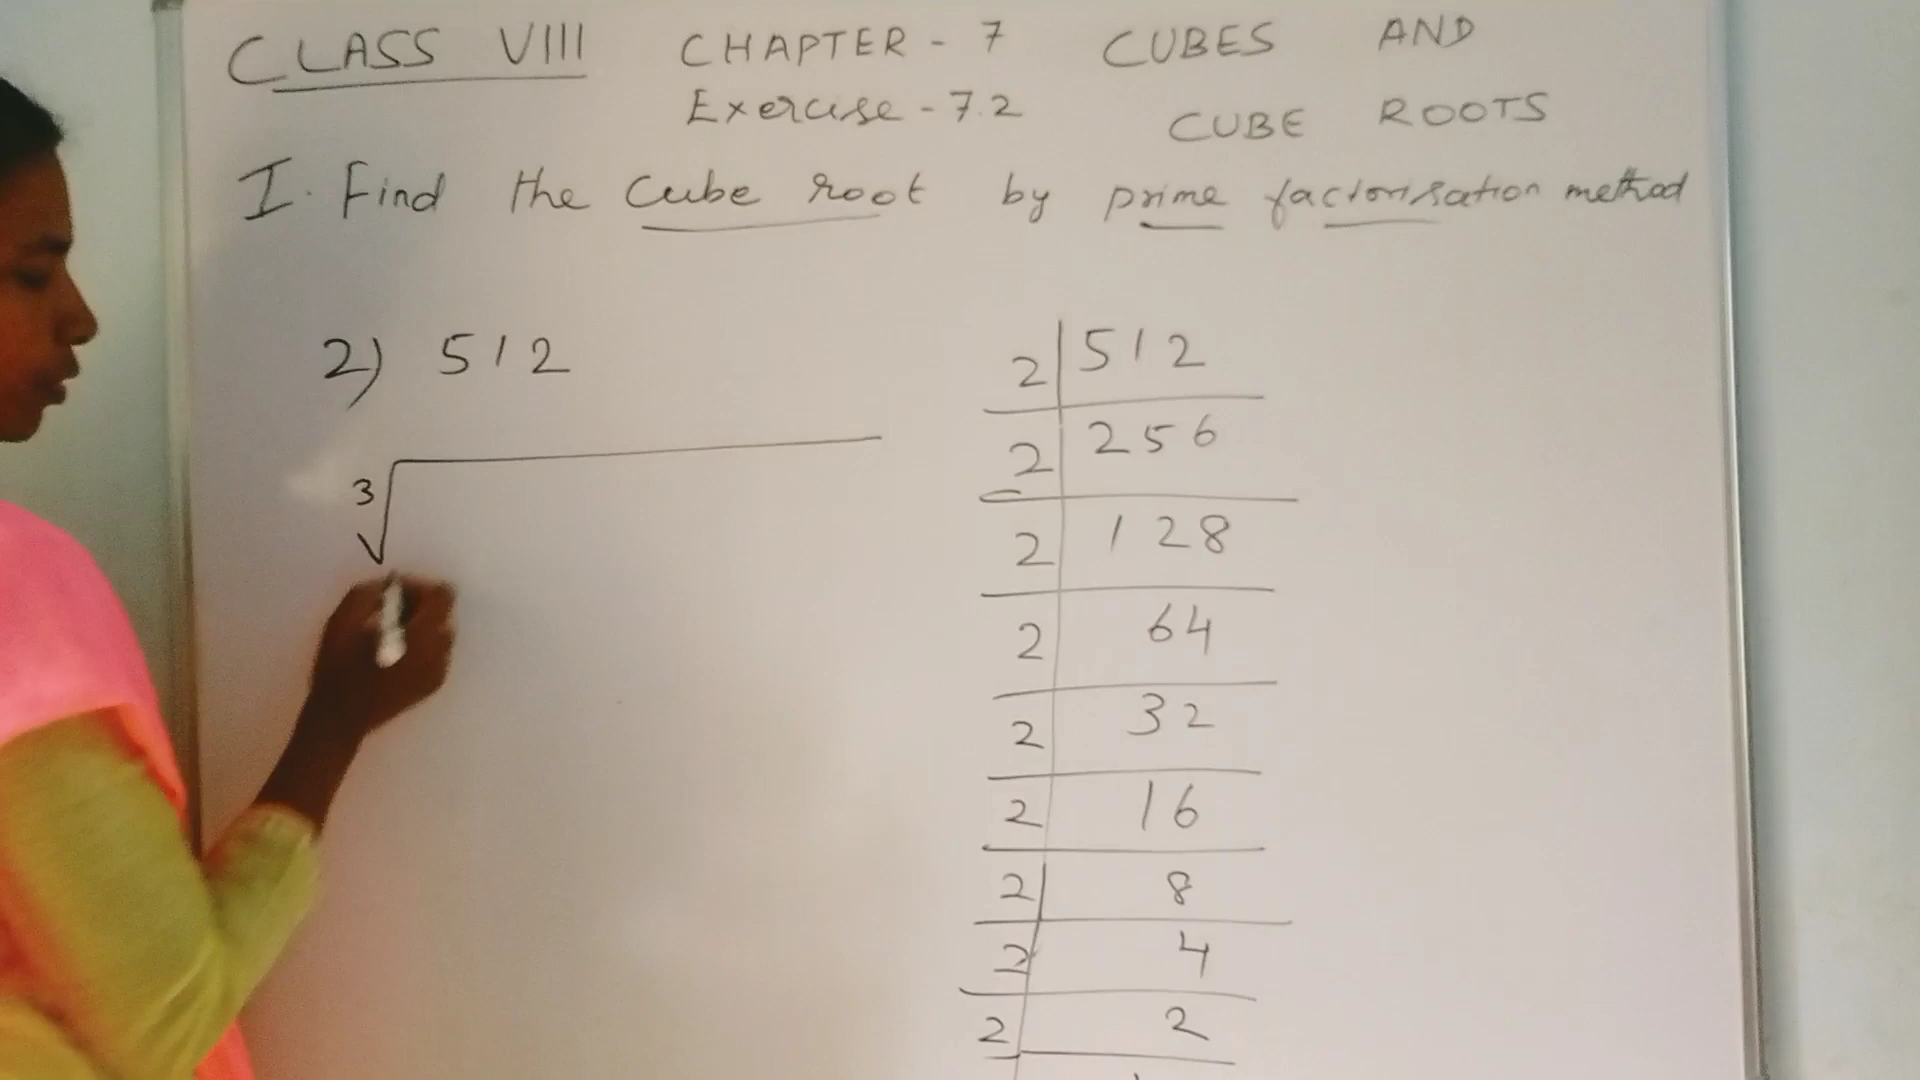 CLASS VIII CHAPTER - 7 CUBES AND
Exercise - 7.2 CUBE ROOTS
I. Find the cube root by prime factorisation method
2) 512
3√
2 | 512
2 | 256
2 | 128
2 | 64
2 | 32
2 | 16
2 | 8
2 | 4
2 | 2